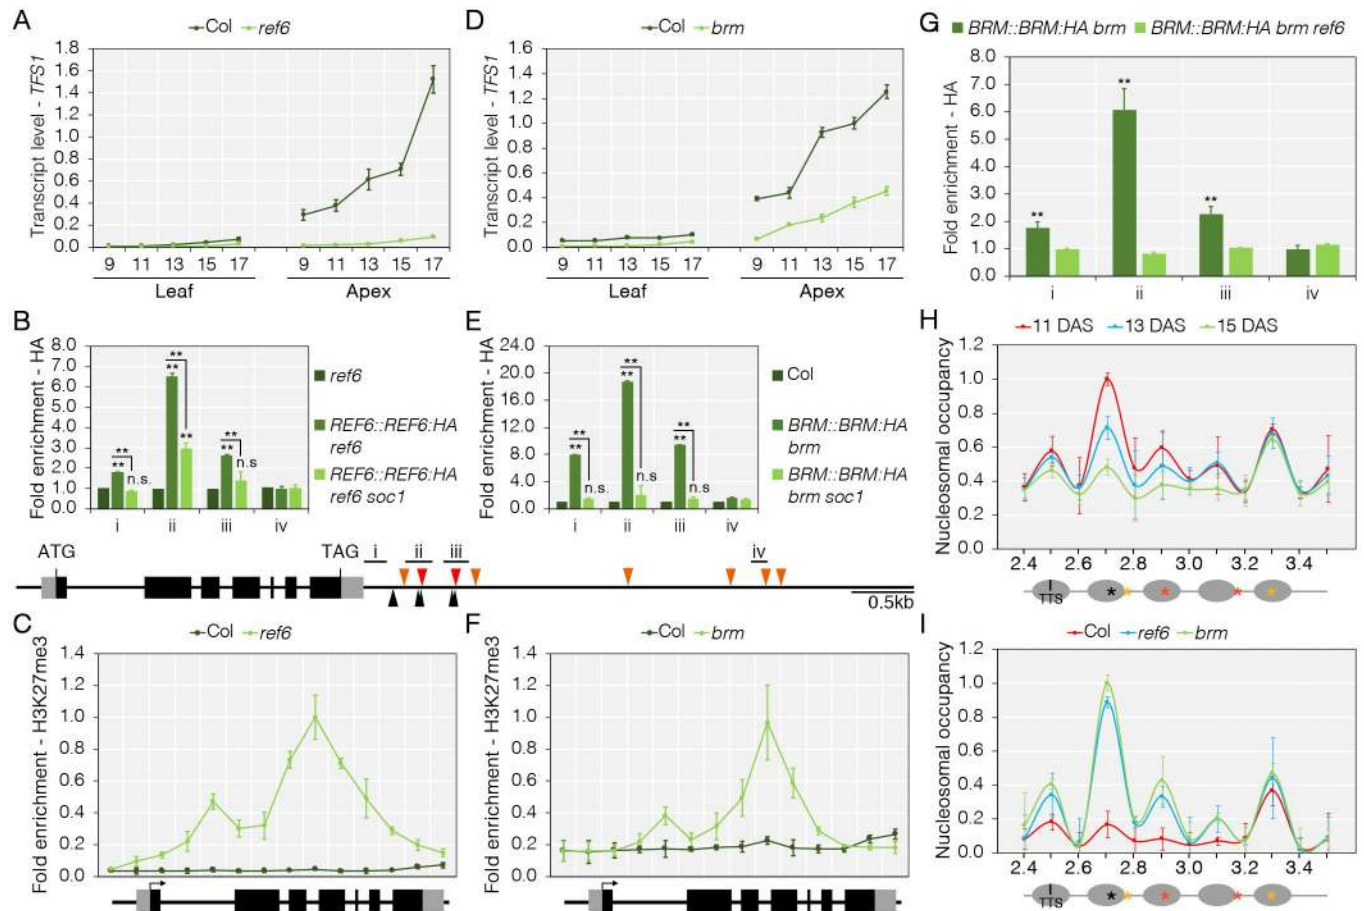 A
Col ref6
Transcript level - TFS1
1.8
1.6
1.4
1.2
1.0
0.8
0.6
0.4
0.2
0.0
9 11 13 15 17 9 11 13 15 17
Leaf Apex
D
Col brm
Transcript level - TFS1
1.6
1.4
1.2
1.0
0.8
0.6
0.4
0.2
0.0
9 11 13 15 17 9 11 13 15 17
Leaf Apex
G
BRM::BRM:HA brm BRM::BRM:HA brm ref6
Fold enrichment - HA
8.0
7.0
6.0
5.0
4.0
3.0
2.0
1.0
0.0
** ** **
i ii iii iv
B
Fold enrichment - HA
8.0
7.0
6.0
5.0
4.0
3.0
2.0
1.0
0.0
** ** ** ** ** ** ** n.s
i ii iii iv
ref6
REF6::REF6:HA
ref6
REF6::REF6:HA
ref6 soc1
E
Fold enrichment - HA
24.0
20.0
16.0
12.0
8.0
4.0
0.0
** ** n.s. ** ** n.s ** ** n.s
i ii iii iv
Col
BRM::BRM:HA
brm
BRM::BRM:HA
brm soc1
ATG TAG i ii iii iv
0.5kb
H
11 DAS 13 DAS 15 DAS
Nucleosomal occupancy
1.2
1.0
0.8
0.6
0.4
0.2
0.0
2.4 2.6 2.7 2.9 3.0 3.2 3.4
TTS * * * * *
C
Col ref6
Fold enrichment - H3K27me3
1.4
1.2
1.0
0.8
0.6
0.4
0.2
0.0
F
Col brm
Fold enrichment - H3K27me3
1.4
1.2
1.0
0.8
0.6
0.4
0.2
0.0
I
Col ref6 brm
Nucleosomal occupancy
1.2
1.0
0.8
0.6
0.4
0.2
0.0
2.4 2.6 2.7 2.9 3.0 3.2 3.4
TTS * * * * *